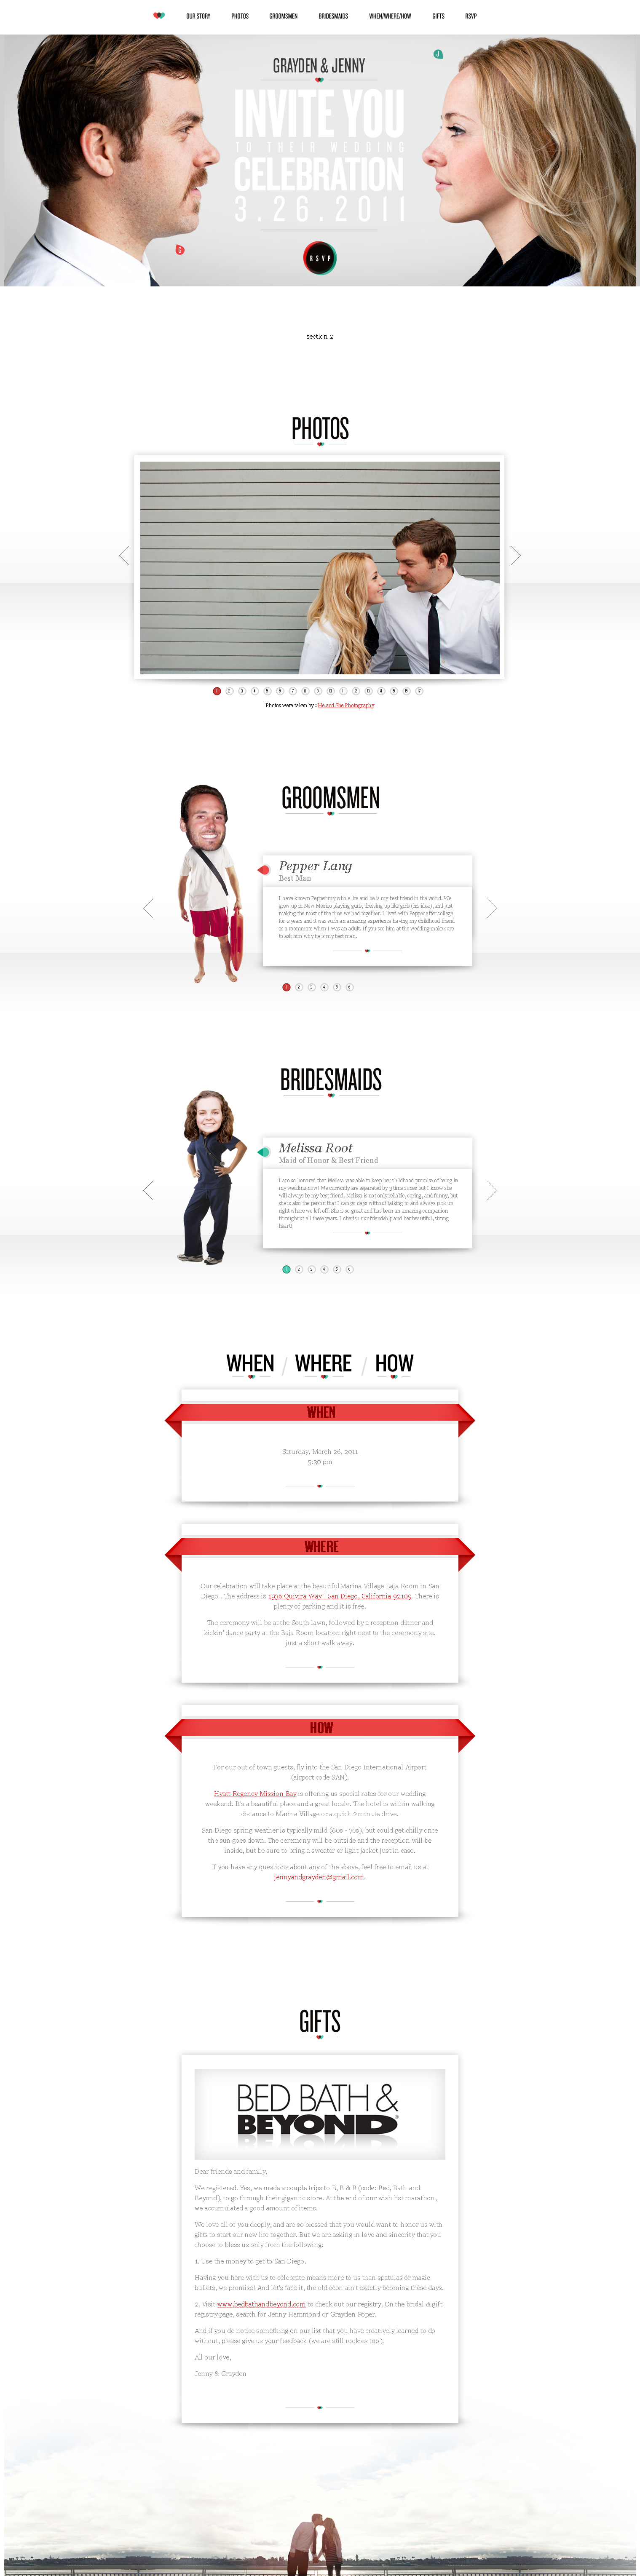 OUR STORY PHOTOS GROOMSMEN BRIDESMAIDS WHEN/WHERE/HOW GIFTS RSVP
J
GRAYDEN & JENNY
INVITE YOU
TO THEIR WEDDING
CELEBRATION
3.26.2011
G
RSVP
section 2
PHOTOS
1 2 3 4 5 6 7 8 9 10 11 12 13 14 15 16 17
Photos were taken by : He and She Photography
GROOMSMEN
Pepper Lang
Best Man
I have known Pepper my whole life and he is my best friend in the world. We
grew up in New Mexico playing guns, dressing up like girls (his idea), and just
making the most of the time we had together. I lived with Pepper after college
for 2 years and it was such an amazing experience having my childhood friend
as a roommate when I was an adult. If you see him at the wedding make sure
to ask him why he is my best man.
1 2 3 4 5 6
BRIDESMAIDS
Melissa Root
Maid of Honor & Best Friend
I am so honored that Melissa was able to keep her childhood promise of being in
my wedding now! We currently are separated by 3 time zones but I know she
will always be my best friend. Melissa is not only reliable, caring, and funny, but
she is also the person that I can go days without talking to and always pick up
right where we left off. She is so great and has been an amazing companion
throughout all these years. I cherish our friendship and her beautiful, strong
heart!
1 2 3 4 5 6
WHEN / WHERE / HOW
WHEN
Saturday, March 26, 2011
5:30 pm
WHERE
Our celebration will take place at the beautiful Marina Village Baja Room in San
Diego . The address is 1936 Quivira Way | San Diego, California 92109. There is
plenty of parking and it is free.
The ceremony will be at the South lawn, followed by a reception dinner and
kickin' dance party at the Baja Room location right next to the ceremony site,
just a short walk away.
HOW
For our out of town guests, fly into the San Diego International Airport
(airport code SAN).
Hyatt Regency Mission Bay is offering us special rates for our wedding
weekend. It's a beautiful place and a great locale. The hotel is within walking
distance to Marina Village or a quick 2 minute drive.
San Diego spring weather is typically mild (60s - 70s), but could get chilly once
the sun goes down. The ceremony will be outside and the reception will be
inside, but be sure to bring a sweater or light jacket just in case.
If you have any questions about any of the above, feel free to email us at
jennyandgrayden@gmail.com.
GIFTS
BED BATH &
BEYOND®
Dear friends and family,
We registered. Yes, we made a couple trips to B, B & B (code: Bed, Bath and
Beyond), to go through their gigantic store. At the end of our wish list marathon,
we accumulated a good amount of items.
We love all of you deeply, and are so blessed that you would want to honor us with
gifts to start our new life together. But we are asking in love and sincerity that you
choose to bless us only from the following:
1. Use the money to get to San Diego.
Having you here with us to celebrate means more to us than spatulas or magic
bullets, we promise! And let's face it, the old econ ain't exactly booming these days.
2. Visit www.bedbathandbeyond.com to check out our registry. On the bridal & gift
registry page, search for Jenny Hammond or Grayden Poper.
And if you do notice something on our list that you have creatively learned to do
without, please give us your feedback (we are still rookies too).
All our love,
Jenny & Grayden